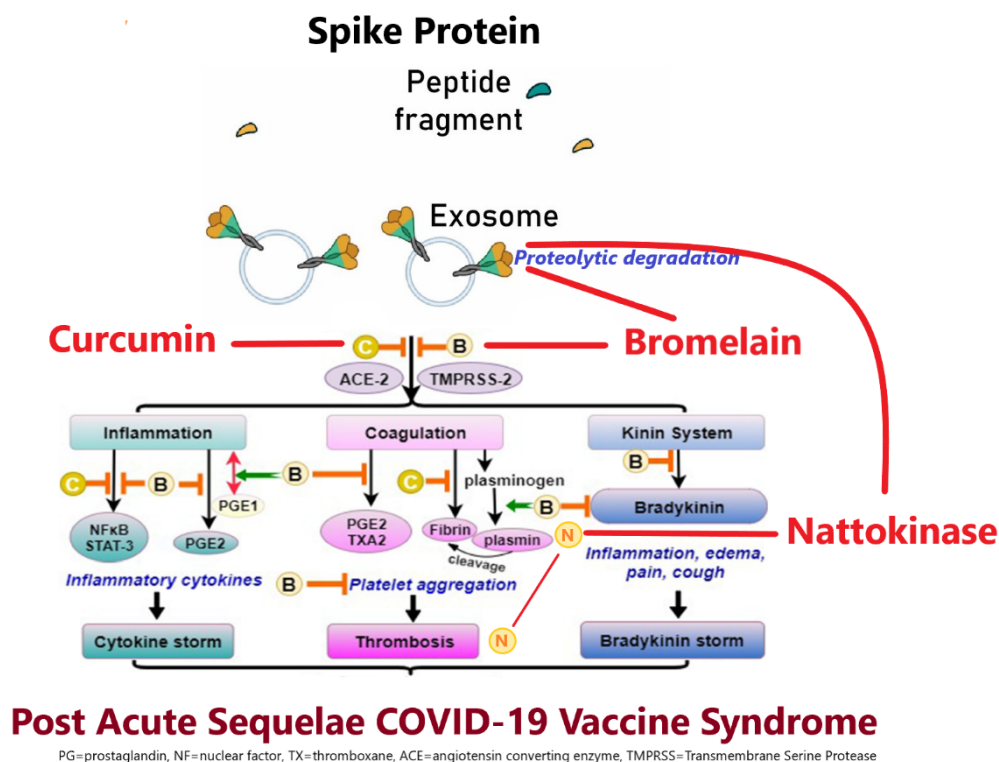 Spike Protein
Peptide
fragment
Exosome
Proteolytic degradation
Curcumin
C
B
Bromelain
ACE-2
TMPRSS-2
Inflammation
Coagulation
Kinin System
B
C
B
B
C
plasminogen
PGE1
B
Bradykinin
NFκB
STAT-3
PGE2
PGE2
TXA2
Fibrin
plasmin
N
Nattokinase
cleavage
Inflammatory cytokines
B
Platelet aggregation
Inflammation, edema,
pain, cough
Cytokine storm
Thrombosis
N
Bradykinin storm
Post Acute Sequelae COVID-19 Vaccine Syndrome
PG=prostaglandin, NF=nuclear factor, TX=thromboxane, ACE=angiotensin converting enzyme, TMPRSS=Transmembrane Serine Protease